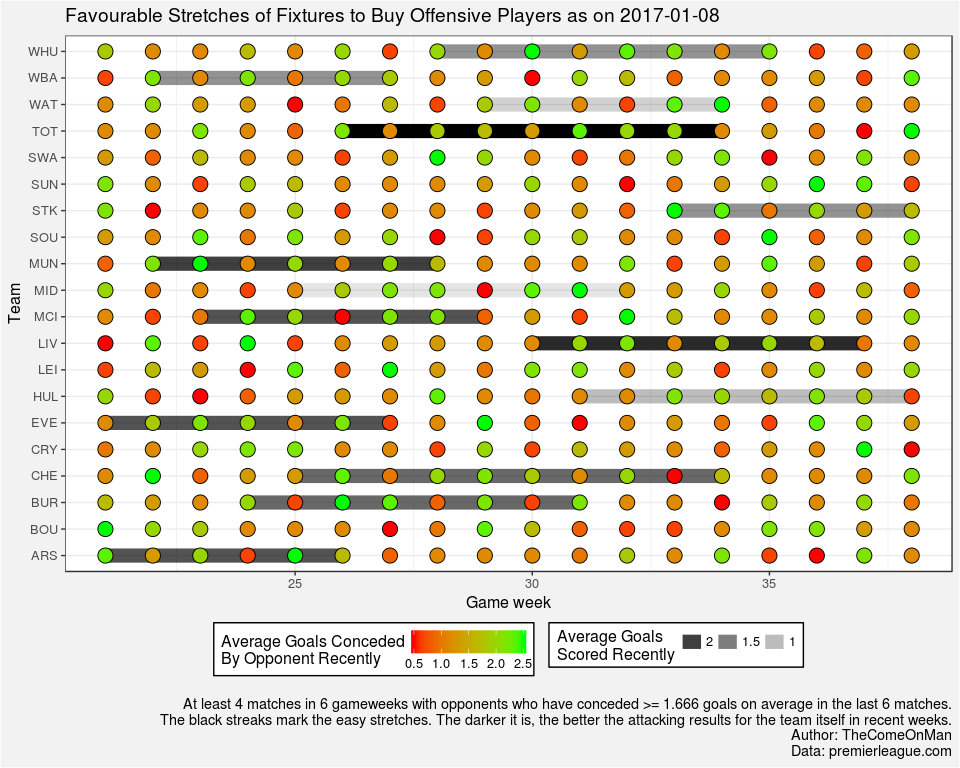 Favourable Stretches of Fixtures to Buy Offensive Players as on 2017-01-08
WHU
WBA
WAT
TOT
SWA
SUN
STK
SOU
MUN
MID
MCI
LIV
LEI
HUL
EVE
CRY
CHE
BUR
BOU
ARS
Team
25 30 35
Game week
Average Goals Conceded
By Opponent Recently
0.5 1.0 1.5 2.0 2.5
Average Goals
Scored Recently
2 1.5 1
At least 4 matches in 6 gameweeks with opponents who have conceded >= 1.666 goals on average in the last 6 matches.
The black streaks mark the easy stretches. The darker it is, the better the attacking results for the team itself in recent weeks.
Author: TheComeOnMan
Data: premierleague.com